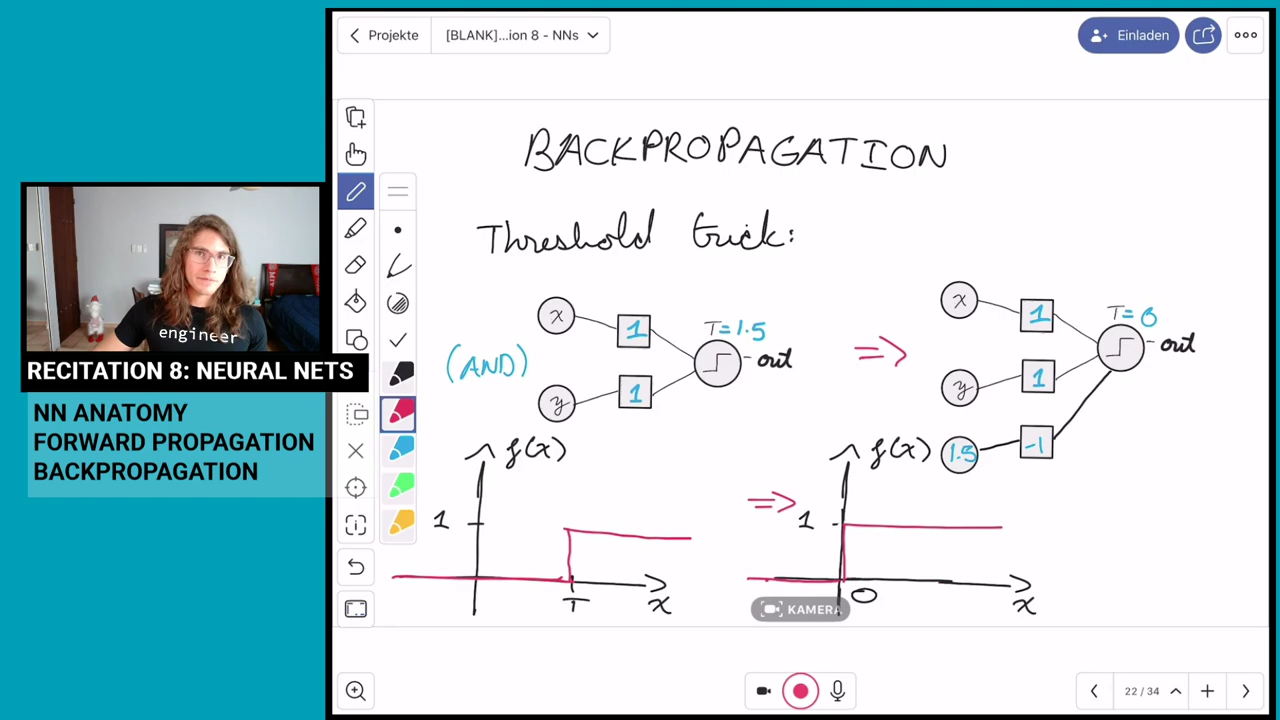 Projekte
[BLANK]...ion 8 - NNs
Einladen
BACKPROPAGATION
Threshold trick:
x
1
T=1.5
(AND)
out
y
1
=>
x
1
T=0
out
y
1
1.5
-1
f(x)
1
T
x
=>
f(x)
1
0
x
KAMERA
22 / 34
engineer
RECITATION 8: NEURAL NETS
NN ANATOMY
FORWARD PROPAGATION
BACKPROPAGATION